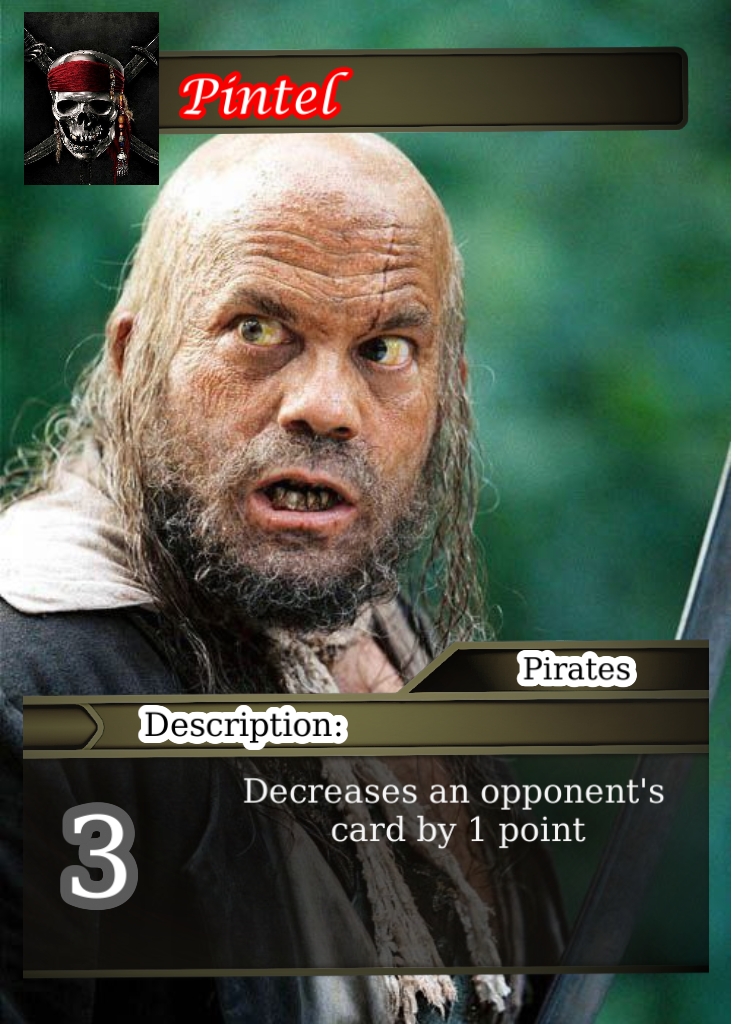 Pintel
Pirates
Description:
Decreases an opponent's
card by 1 point
3